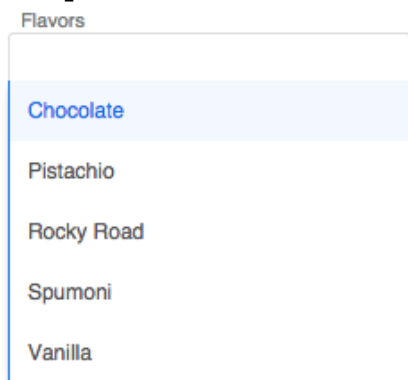 Flavors
Chocolate
Pistachio
Rocky Road
Spumoni
Vanilla